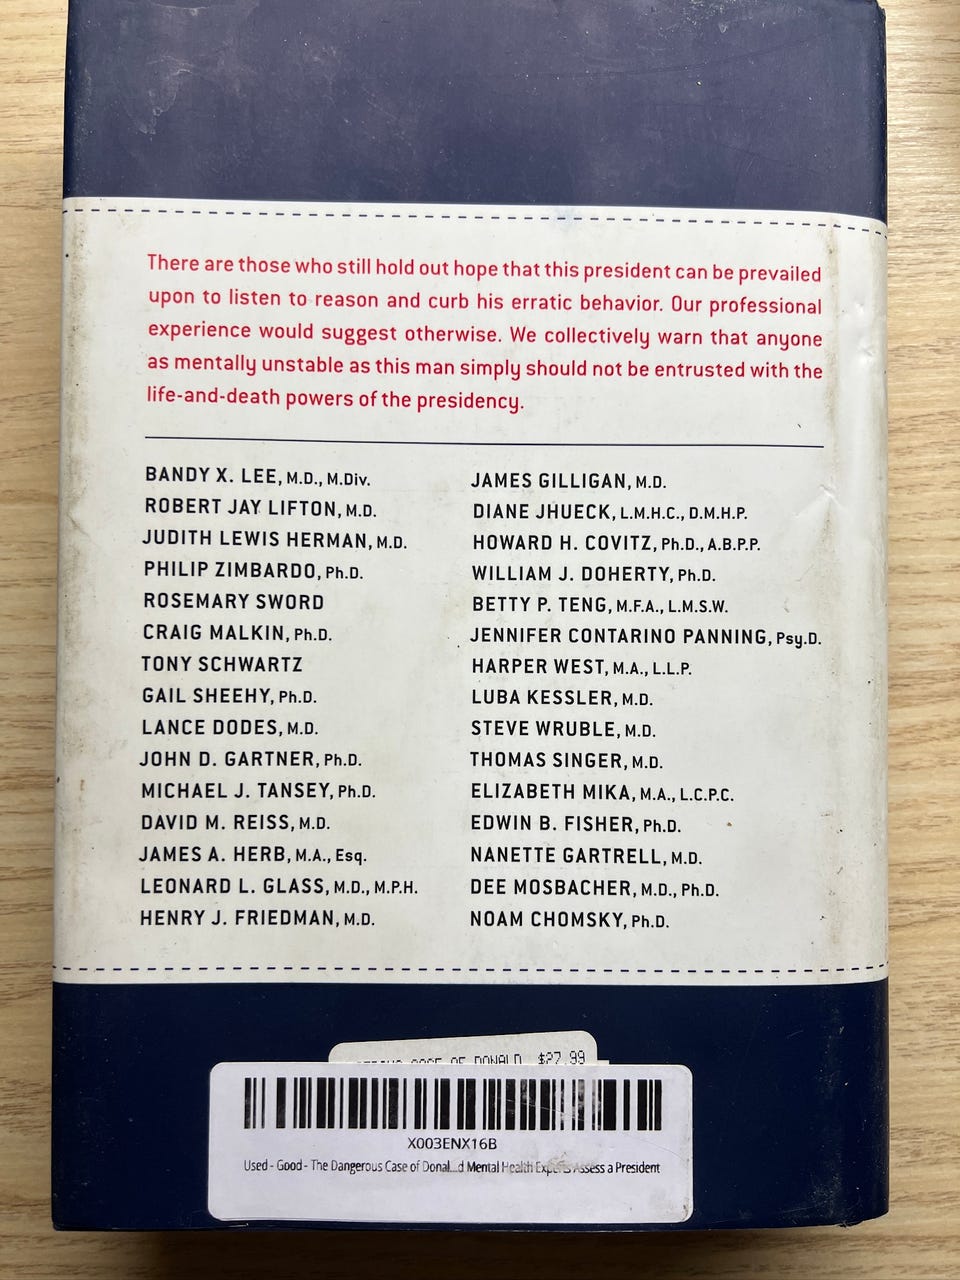 There are those who still hold out hope that this president can be prevailed
upon to listen to reason and curb his erratic behavior. Our professional
experience would suggest otherwise. We collectively warn that anyone
as mentally unstable as this man simply should not be entrusted with the
life-and-death powers of the presidency.
BANDY X. LEE, M.D., M.Div.
ROBERT JAY LIFTON, M.D.
JUDITH LEWIS HERMAN, M.D.
PHILIP ZIMBARDO, Ph.D.
ROSEMARY SWORD
CRAIG MALKIN, Ph.D.
TONY SCHWARTZ
GAIL SHEEHY, Ph.D.
LANCE DODES, M.D.
JOHN D. GARTNER, Ph.D.
MICHAEL J. TANSEY, Ph.D.
DAVID M. REISS, M.D.
JAMES A. HERB, M.A., Esq.
LEONARD L. GLASS, M.D., M.P.H.
HENRY J. FRIEDMAN, M.D.
JAMES GILLIGAN, M.D.
DIANE JHUECK, L.M.H.C., D.M.H.P.
HOWARD H. COVITZ, Ph.D., A.B.P.P.
WILLIAM J. DOHERTY, Ph.D.
BETTY P. TENG, M.F.A., L.M.S.W.
JENNIFER CONTARINO PANNING, Psy.D.
HARPER WEST, M.A., L.L.P.
LUBA KESSLER, M.D.
STEVE WRUBLE, M.D.
THOMAS SINGER, M.D.
ELIZABETH MIKA, M.A., L.C.P.C.
EDWIN B. FISHER, Ph.D.
NANETTE GARTRELL, M.D.
DEE MOSBACHER, M.D., Ph.D.
NOAM CHOMSKY, Ph.D.
CASE OF DONALD $27.99
X003ENX16B
Used - Good - The Dangerous Case of Donal...d Mental Health Experts Assess a President